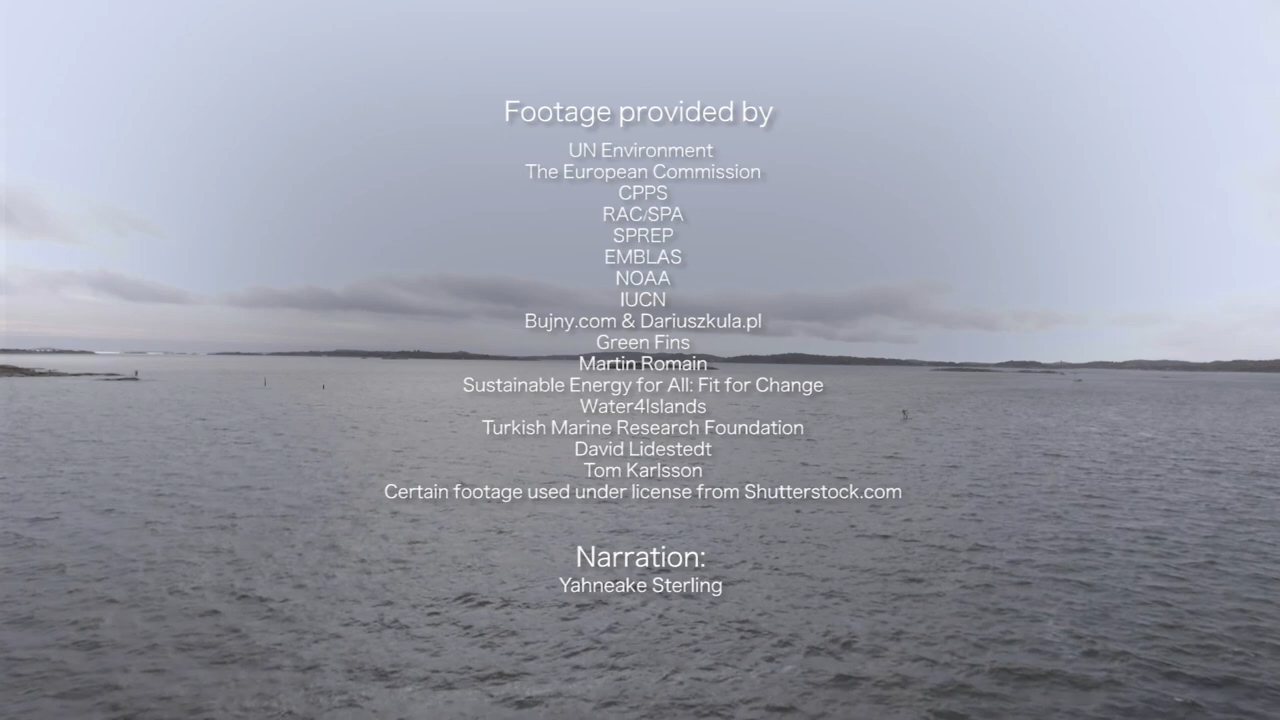 Footage provided by
UN Environment
The European Commission
CPPS
RAC/SPA
SPREP
EMBLAS
NOAA
IUCN
Bujny.com & Dariuszkula.pl
Green Fins
Martin Romain
Sustainable Energy for All: Fit for Change
Water4Islands
Turkish Marine Research Foundation
David Lidestedt
Tom Karlsson
Certain footage used under license from Shutterstock.com
Narration:
Yahneake Sterling